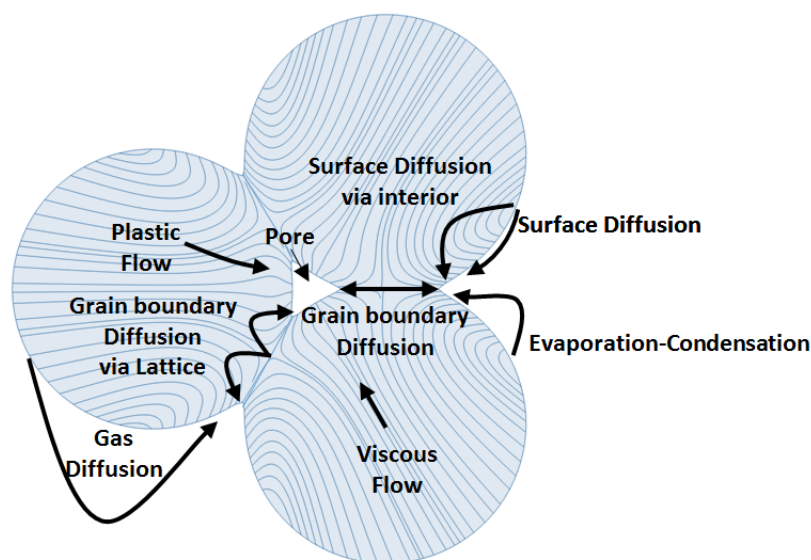 Surface Diffusion
via interior
Surface Diffusion
Plastic
Flow
Pore
Grain boundary
Diffusion
via Lattice
Grain boundary
Diffusion
Evaporation-Condensation
Gas
Diffusion
Viscous
Flow